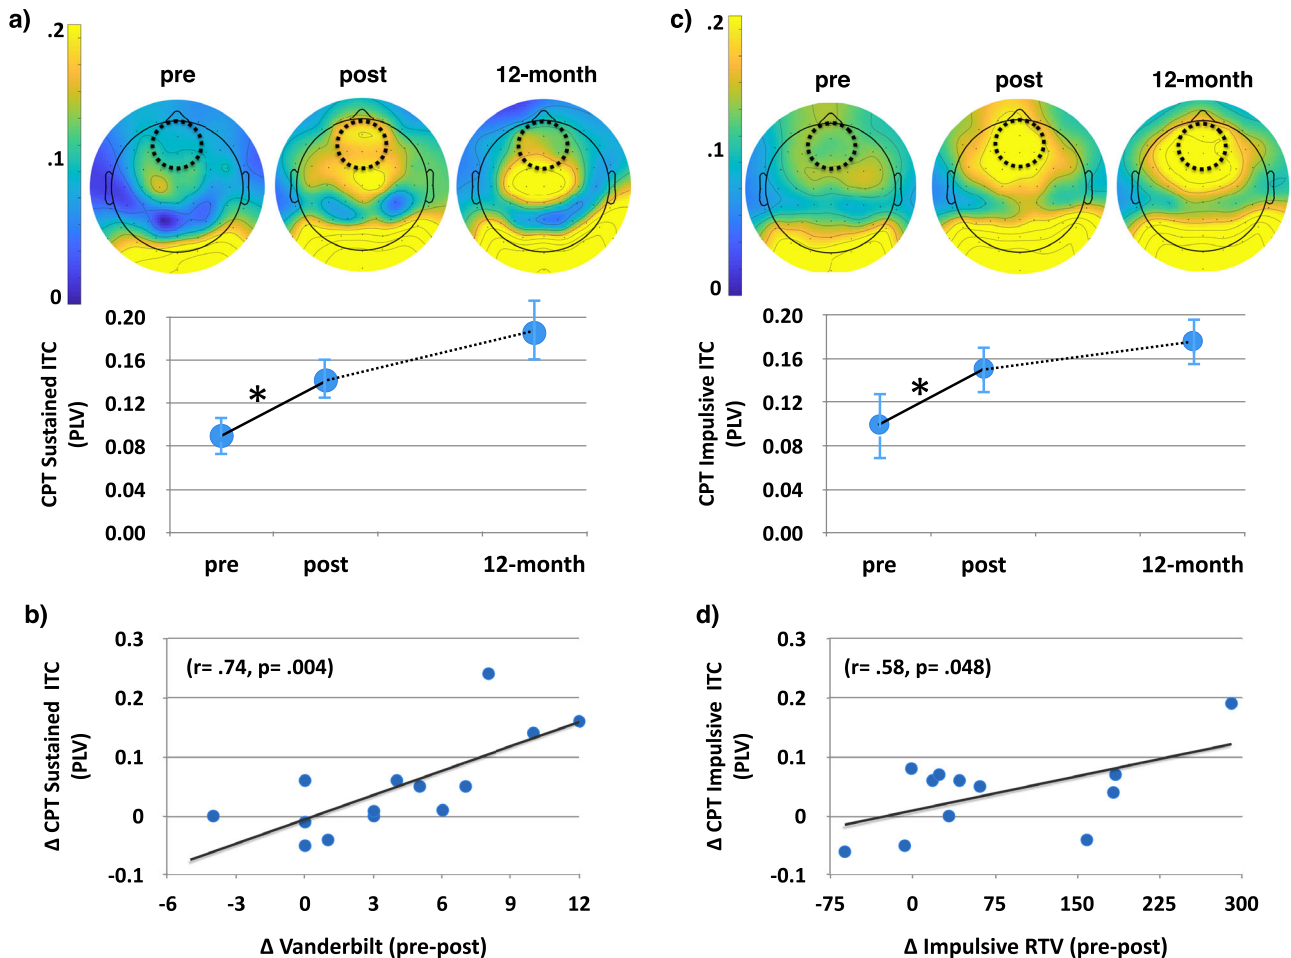 a)
.2
.1
0
pre
post
12-month
0.20
0.16
0.12
0.08
0.04
0.00
CPT Sustained ITC
(PLV)
*
pre
post
12-month
b)
0.3
0.2
0.1
0
-0.1
Δ CPT Sustained ITC
(PLV)
(r= .74, p= .004)
-6
-3
0
3
6
9
12
Δ Vanderbilt (pre-post)
c)
.2
.1
0
pre
post
12-month
0.20
0.16
0.12
0.08
0.04
0.00
CPT Impulsive ITC
(PLV)
*
pre
post
12-month
d)
0.3
0.2
0.1
0
-0.1
Δ CPT Impulsive ITC
(PLV)
(r= .58, p= .048)
-75
0
75
150
225
300
Δ Impulsive RTV (pre-post)